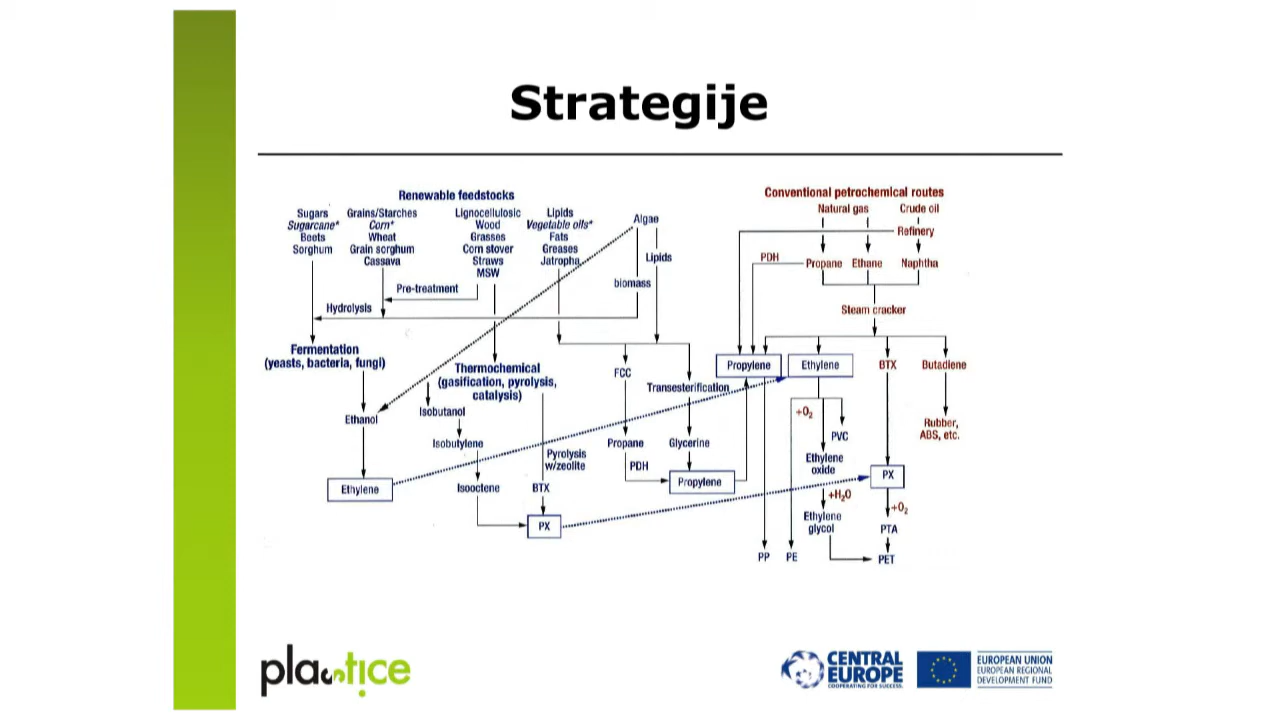 Strategije
Renewable feedstocks
Sugars
Sugarcane*
Beets
Sorghum
Grains/Starches
Corn*
Wheat
Grain sorghum
Cassava
Lignocellulosic
Wood
Grasses
Corn stover
Straws
MSW
Lipids
Vegetable oils*
Fats
Greases
Jatropha
Algae
Lipids
biomass
Pre-treatment
Hydrolysis
Fermentation
(yeasts, bacteria, fungi)
Thermochemical
(gasification, pyrolysis,
catalysis)
FCC
Transesterification
Ethanol
Isobutanol
Isobutylene
Pyrolysis
w/zeolite
Propane
Glycerine
PDH
Ethylene
Isooctene
BTX
Propylene
PX
Conventional petrochemical routes
Natural gas
Crude oil
Refinery
PDH
Propane
Ethane
Naphtha
Steam cracker
Propylene
Ethylene
BTX
Butadiene
+O₂
PVC
Rubber,
ABS, etc.
Ethylene
oxide
PX
+H₂O
+O₂
Ethylene
glycol
PTA
PP
PE
PET
plastice
CENTRAL
EUROPE
COOPERATING FOR SUCCESS.
EUROPEAN UNION
EUROPEAN REGIONAL
DEVELOPMENT FUND